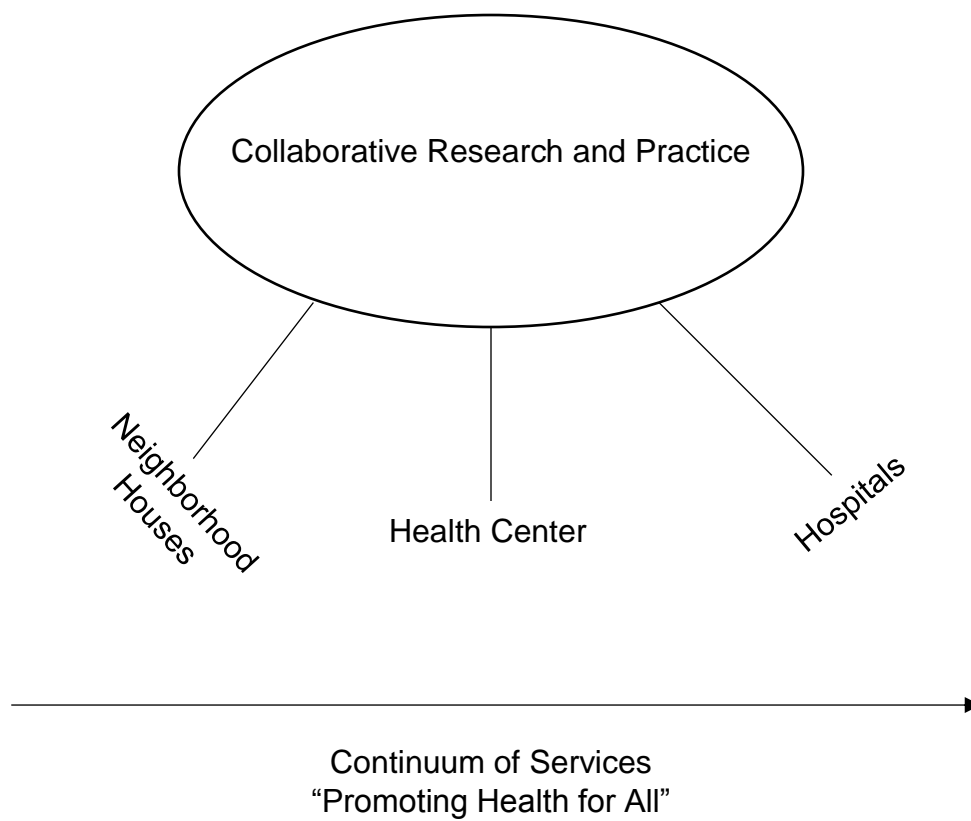 Collaborative Research and Practice
Neighborhood
Houses
Health Center
Hospitals
Continuum of Services
“Promoting Health for All”